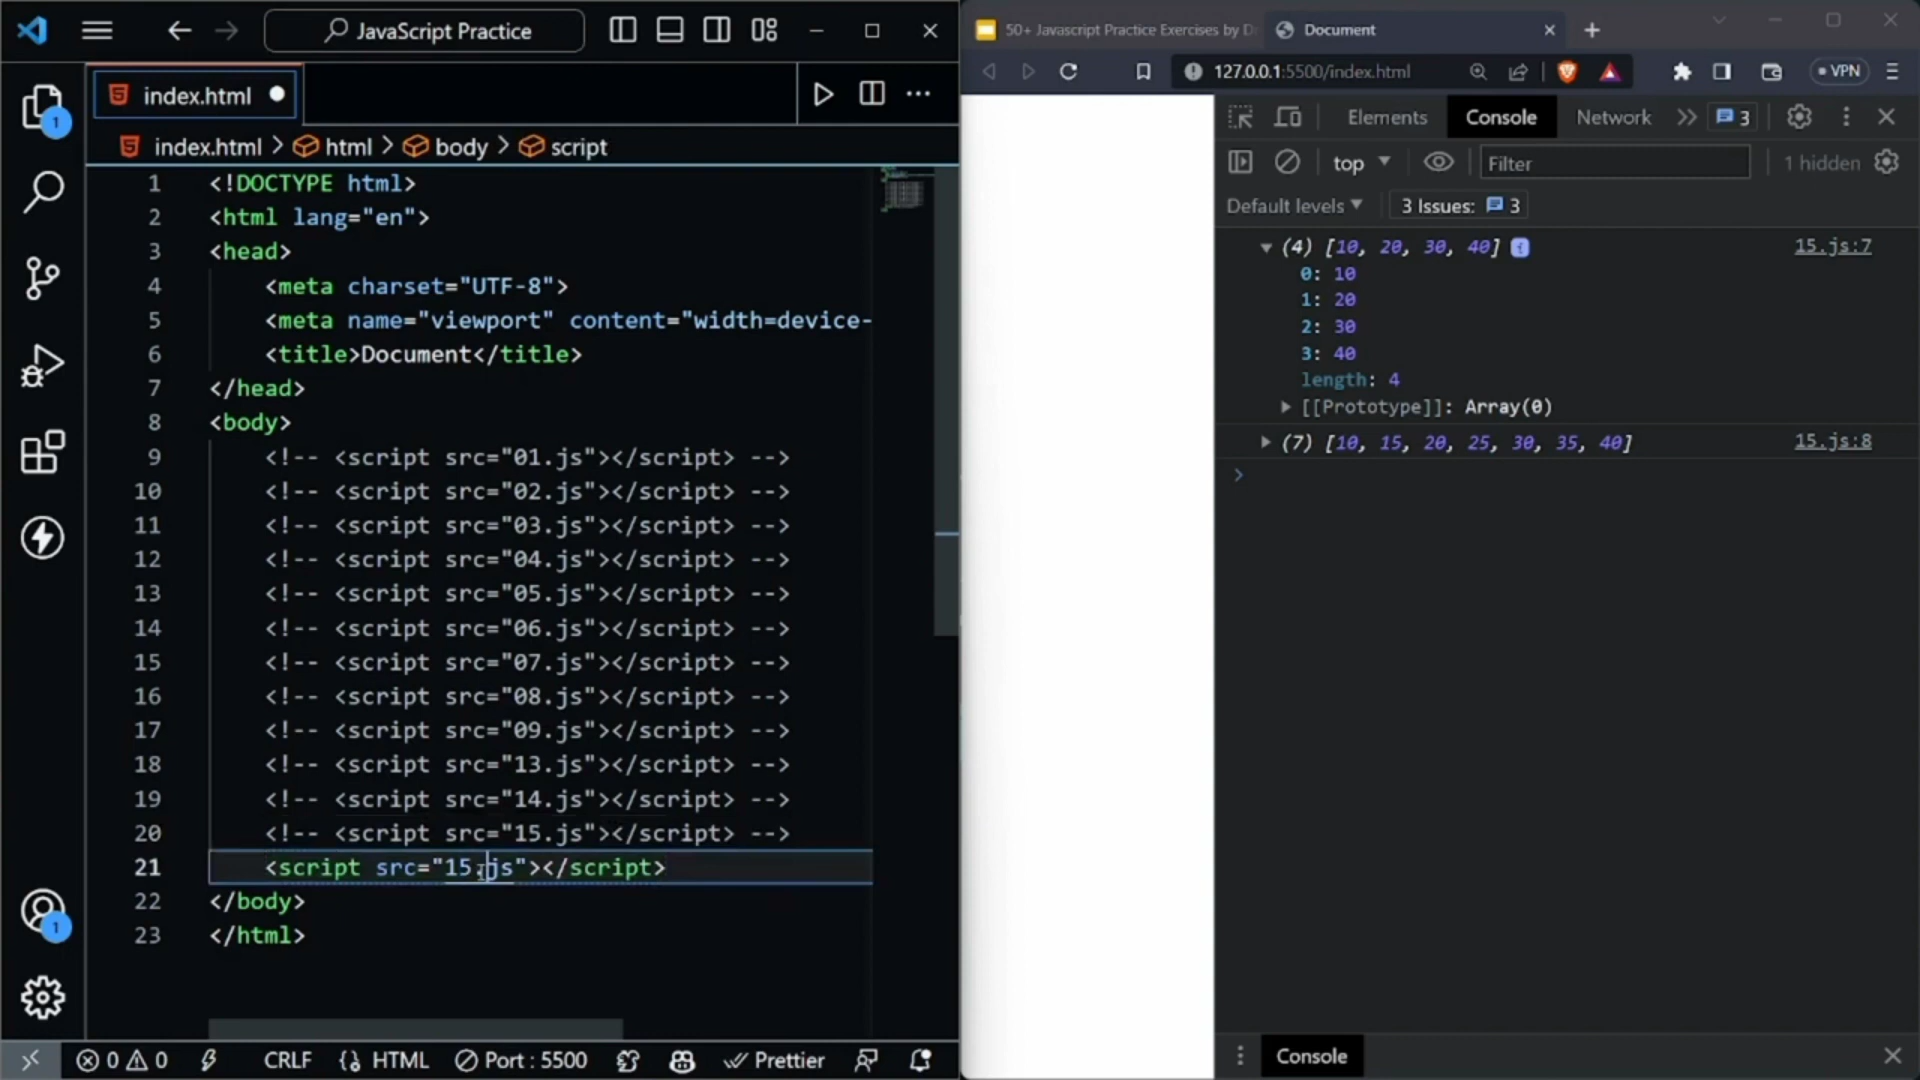 JavaScript Practice
index.html
index.html > html > body > script
1 <!DOCTYPE html>
2 <html lang="en">
3 <head>
4 <meta charset="UTF-8">
5 <meta name="viewport" content="width=device-
6 <title>Document</title>
7 </head>
8 <body>
9 <!-- <script src="01.js"></script> -->
10 <!-- <script src="02.js"></script> -->
11 <!-- <script src="03.js"></script> -->
12 <!-- <script src="04.js"></script> -->
13 <!-- <script src="05.js"></script> -->
14 <!-- <script src="06.js"></script> -->
15 <!-- <script src="07.js"></script> -->
16 <!-- <script src="08.js"></script> -->
17 <!-- <script src="09.js"></script> -->
18 <!-- <script src="13.js"></script> -->
19 <!-- <script src="14.js"></script> -->
20 <!-- <script src="15.js"></script> -->
21 <script src="15.js"></script>
22 </body>
23 </html>
1
1
0 0 CRLF {} HTML Port : 5500 Prettier
50+ Javascript Practice Exercises by D
Document
127.0.0.1:5500/index.html
VPN
Elements Console Network 3
top Filter 1 hidden
Default levels 3 Issues: 3
(4) [10, 20, 30, 40] 15.js:7
0: 10
1: 20
2: 30
3: 40
length: 4
[[Prototype]]: Array(0)
(7) [10, 15, 20, 25, 30, 35, 40] 15.js:8
Console